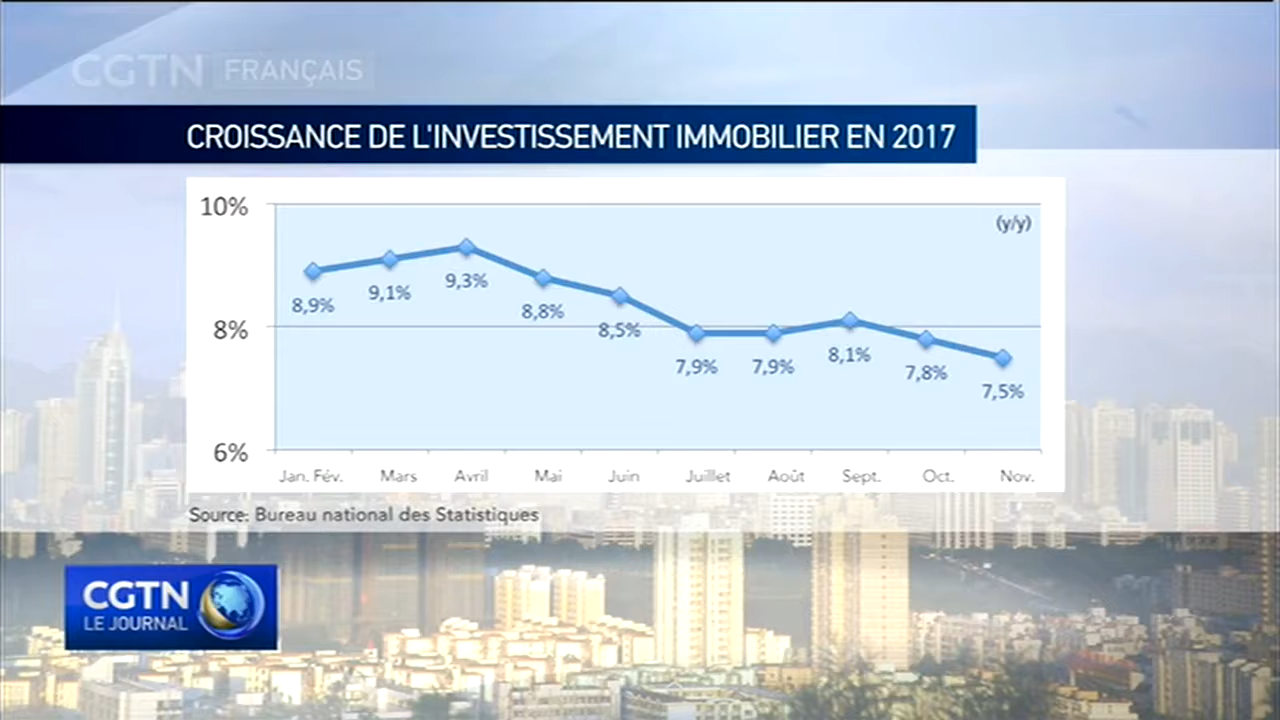 CGTN FRANÇAIS
CROISSANCE DE L'INVESTISSEMENT IMMOBILIER EN 2017
10%
(y/y)
8,9%
9,1%
9,3%
8,8%
8,5%
7,9%
7,9%
8,1%
7,8%
7,5%
8%
6%
Jan. Fév. Mars Avril Mai Juin Juillet Août Sept. Oct. Nov.
Source: Bureau national des Statistiques
CGTN
LE JOURNAL